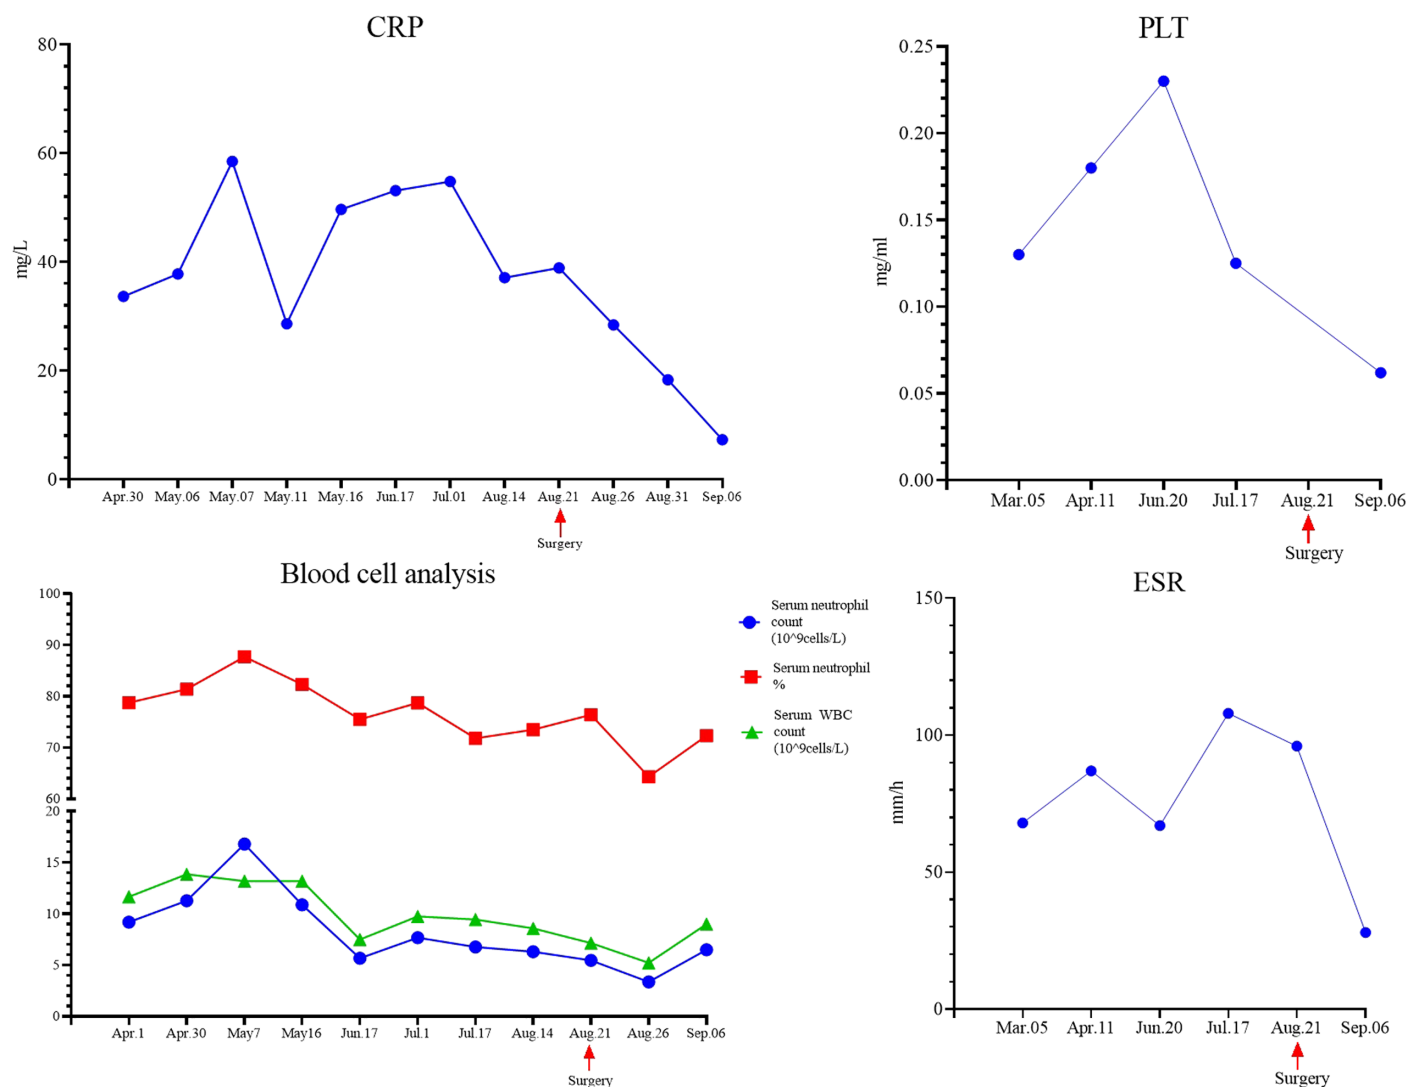 CRP
80
60
40
20
0
mg/L
Apr.30 May.06 May.07 May.11 May.16 Jun.17 Jul.01 Aug.14 Aug.21 Aug.26 Aug.31 Sep.06
Surgery
PLT
0.25
0.20
0.15
0.10
0.05
0.00
mg/ml
Mar.05 Apr.11 Jun.20 Jul.17 Aug.21 Sep.06
Surgery
Blood cell analysis
100
90
80
70
60
20
15
10
5
0
Apr.1 Apr.30 May7 May16 Jun.17 Jul.1 Jul.17 Aug.14 Aug.21 Aug.26 Sep.06
Surgery
Serum neutrophil
count
(10^9cells/L)
Serum neutrophil
%
Serum WBC
count
(10^9cells/L)
ESR
150
100
50
0
mm/h
Mar.05 Apr.11 Jun.20 Jul.17 Aug.21 Sep.06
Surgery